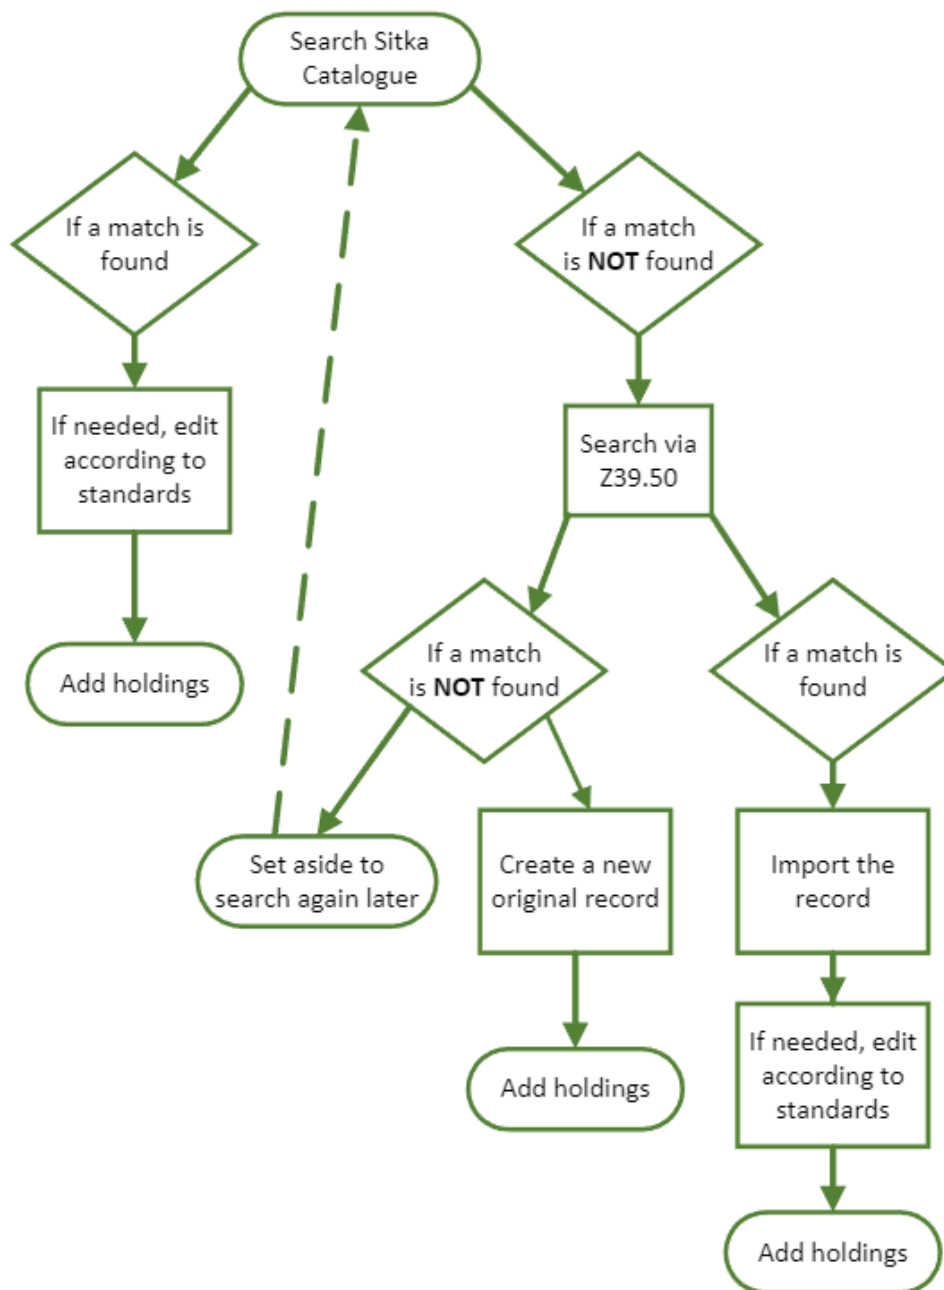 Search Sitka
Catalogue
If a match is
found
If a match
is NOT found
If needed, edit
according to
standards
Search via
Z39.50
Add holdings
If a match
is NOT found
If a match is
found
Set aside to
search again later
Create a new
original record
Import the
record
Add holdings
If needed, edit
according to
standards
Add holdings